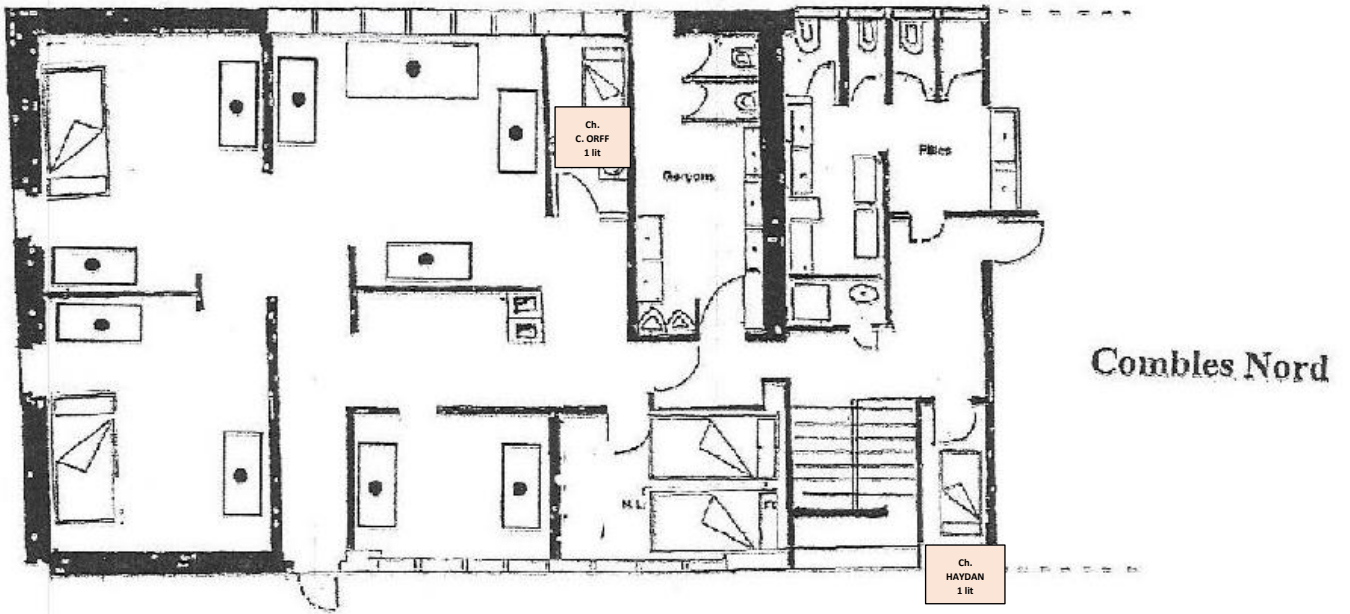 Ch.
C. ORFF
1 lit
Garçons
Filles
Combles Nord
Ch.
HAYDAN
1 lit